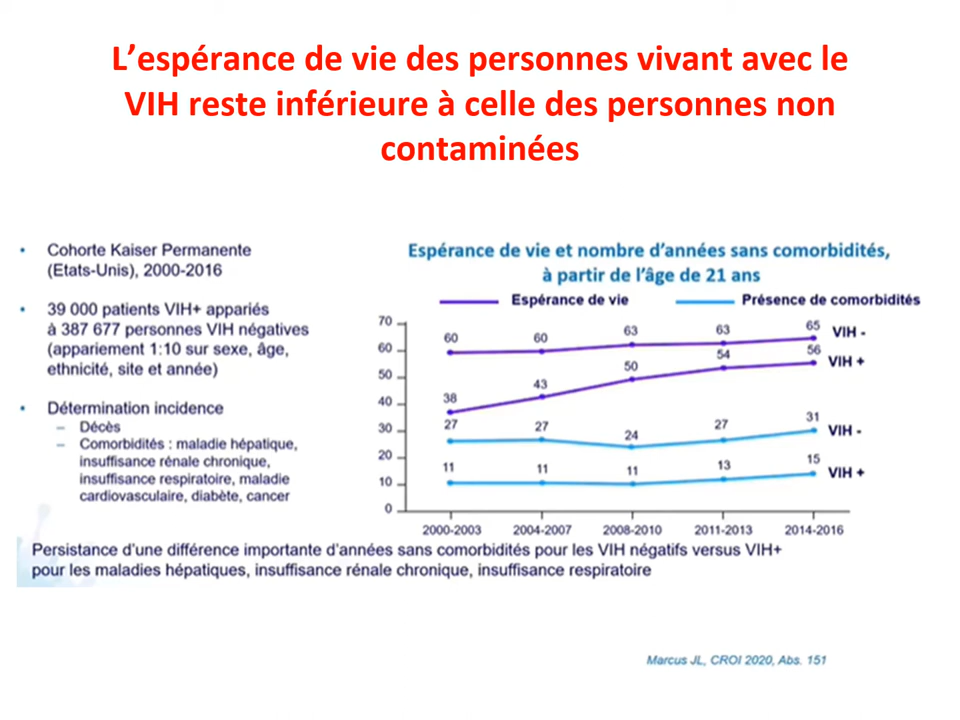 L’espérance de vie des personnes vivant avec le
VIH reste inférieure à celle des personnes non
contaminées
• Cohorte Kaiser Permanente
(Etats-Unis), 2000-2016
• 39 000 patients VIH+ appariés
à 387 677 personnes VIH négatives
(appariement 1:10 sur sexe, âge,
ethnicité, site et année)
• Détermination incidence
– Décès
– Comorbidités : maladie hépatique,
insuffisance rénale chronique,
insuffisance respiratoire, maladie
cardiovasculaire, diabète, cancer
Espérance de vie et nombre d’années sans comorbidités,
à partir de l’âge de 21 ans
Espérance de vie Présence de comorbidités
70
60
50
40
30
20
10
0
60 60 63 63 65 VIH -
38 43 50 54 56 VIH +
27 27 24 27 31 VIH -
11 11 11 13 15 VIH +
2000-2003 2004-2007 2008-2010 2011-2013 2014-2016
Persistance d’une différence importante d’années sans comorbidités pour les VIH négatifs versus VIH+
pour les maladies hépatiques, insuffisance rénale chronique, insuffisance respiratoire
Marcus JL, CROI 2020, Abs. 151